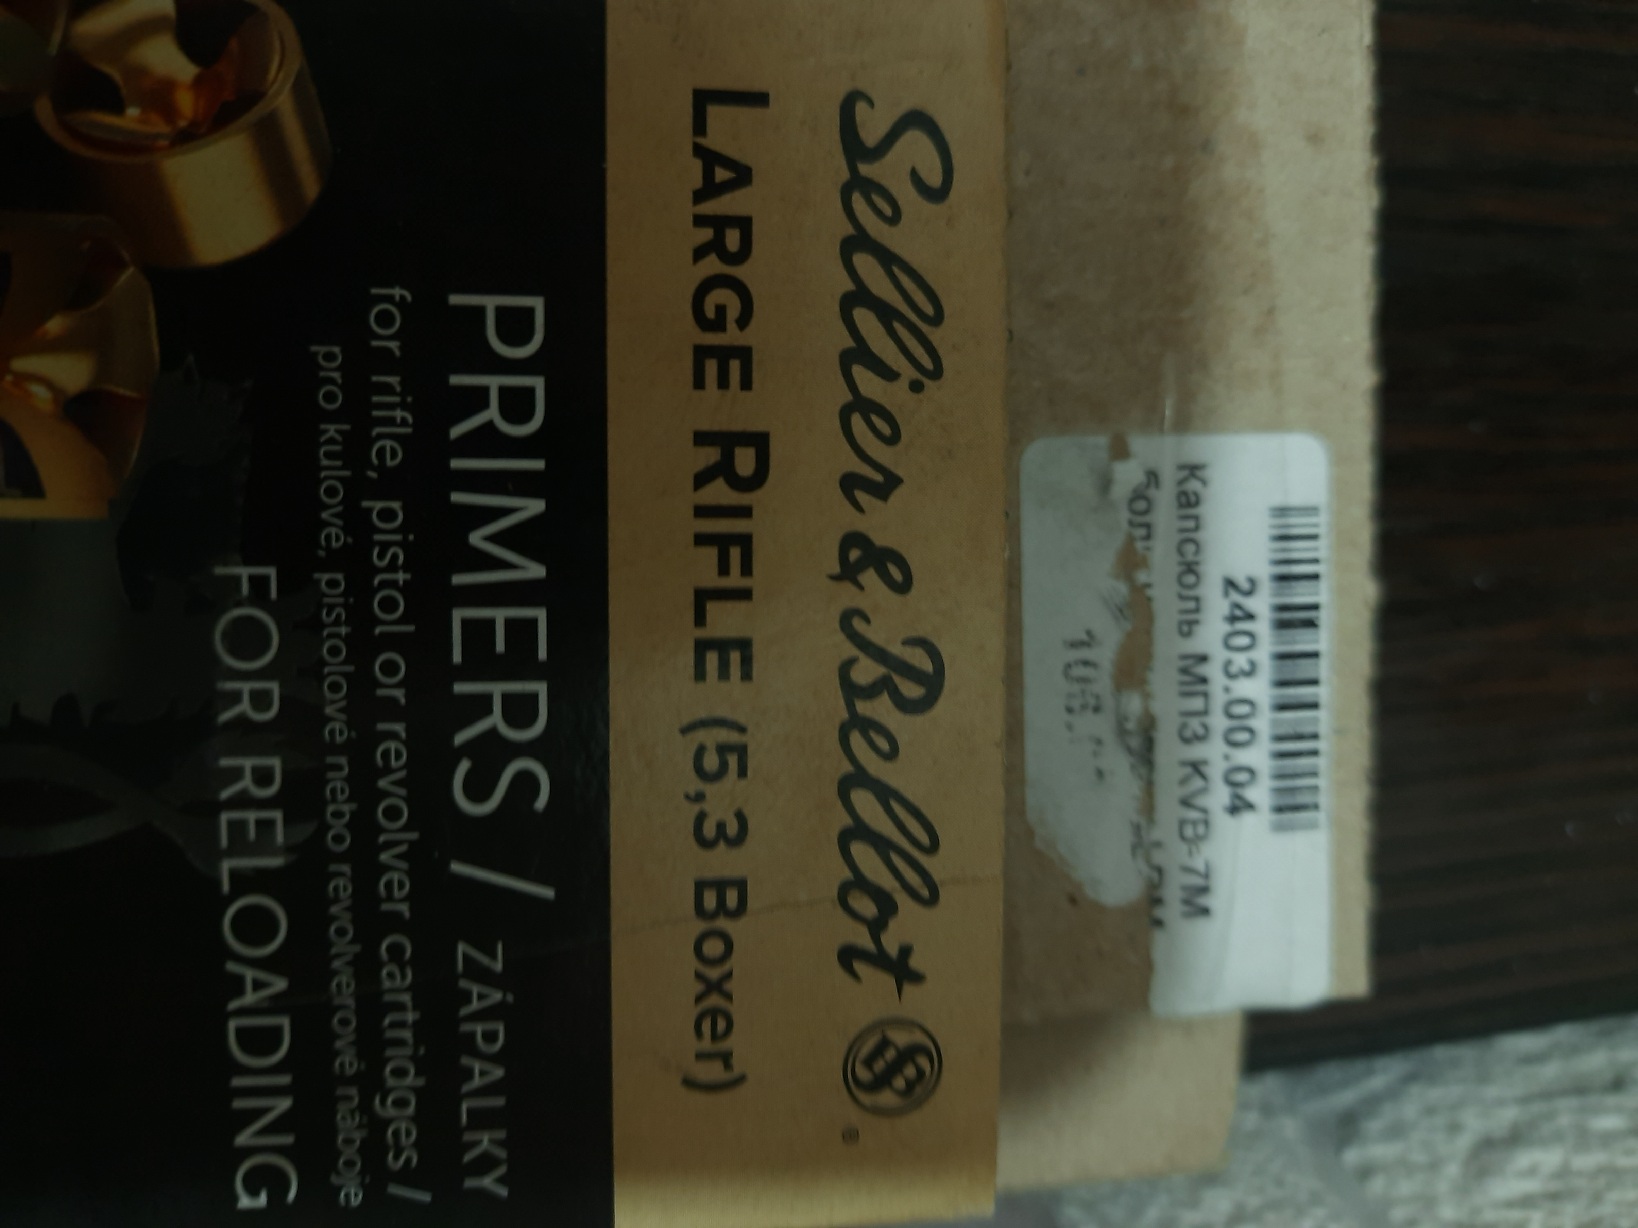 2403.00.04
Капсюль МПЗ KVB-7М
Sellier & Bellot
LARGE RIFLE (5,3 BOXER)
PRIMERS / ZÁPALKY
for rifle, pistol or revolver cartridges /
pro kulové, pistolové nebo revolverové náboje
FOR RELOADING